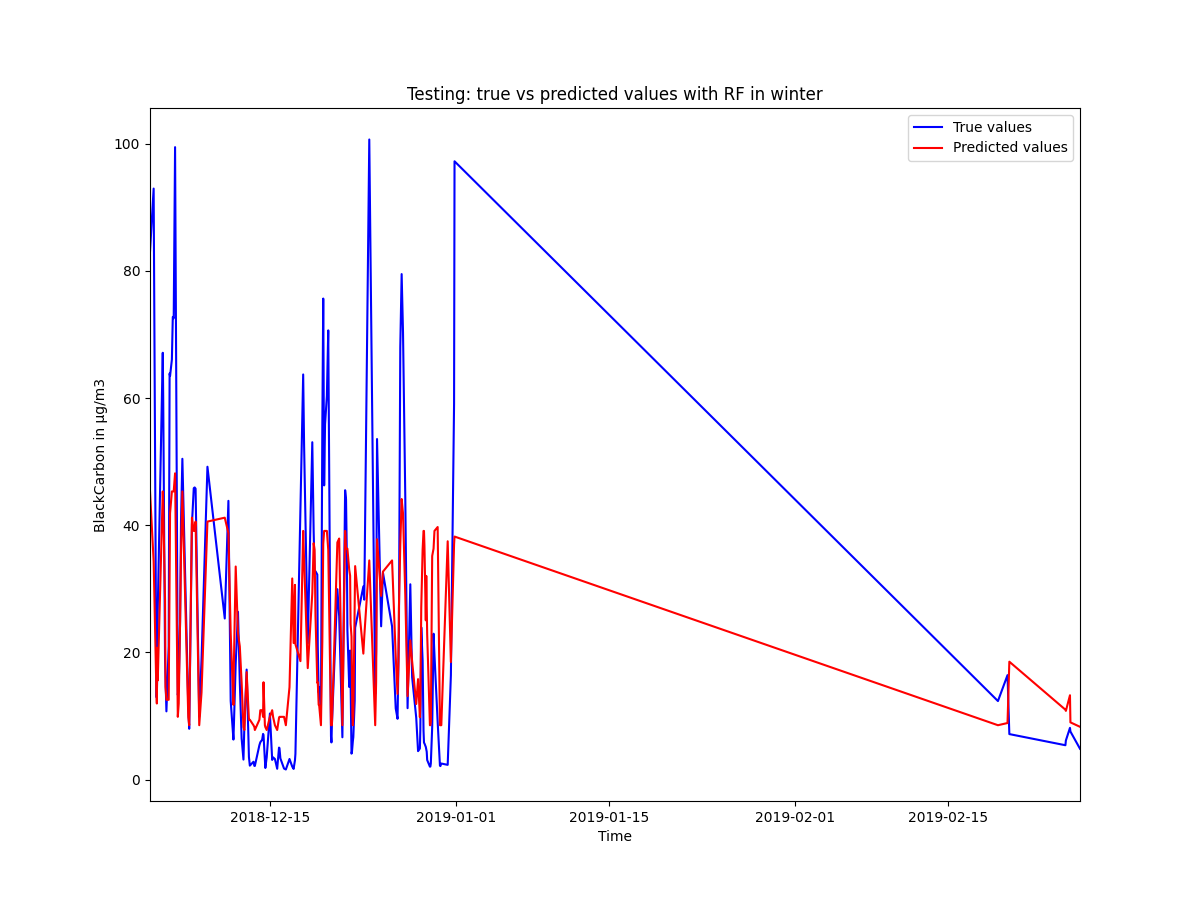 Testing: true vs predicted values with RF in winter
True values
Predicted values
100
80
60
40
20
0
BlackCarbon in µg/m3
2018-12-15
2019-01-01
2019-01-15
2019-02-01
2019-02-15
Time